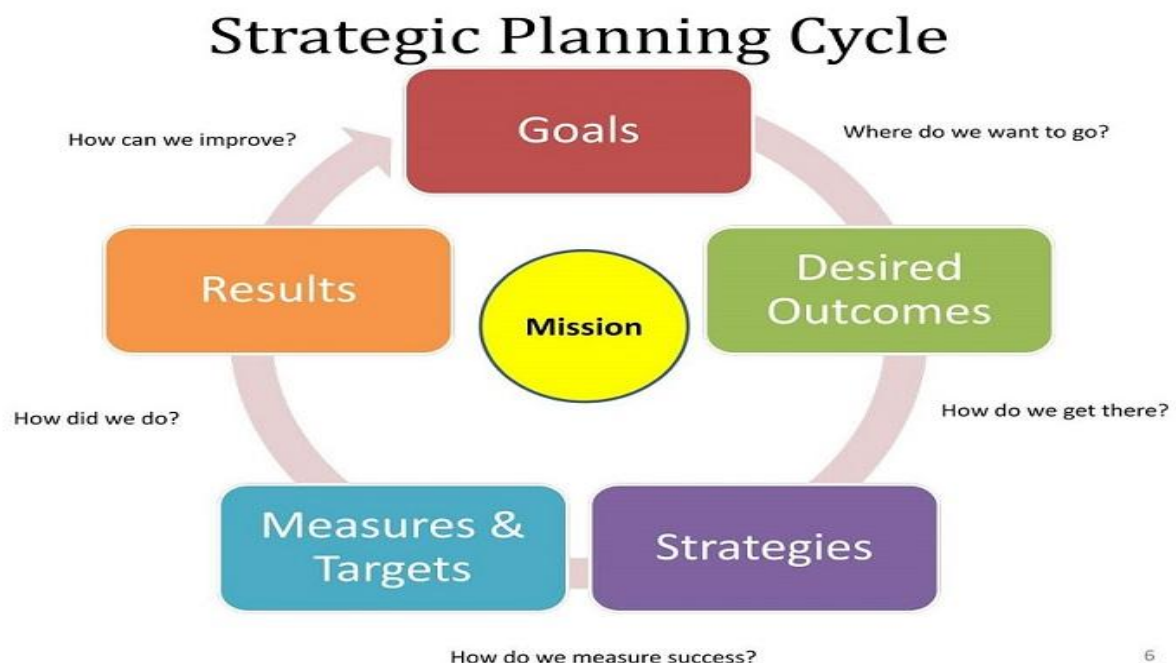 Strategic Planning Cycle
Goals
How can we improve?
Where do we want to go?
Results
Desired
Outcomes
Mission
How did we do?
How do we get there?
Measures &
Targets
Strategies
How do we measure success?
6